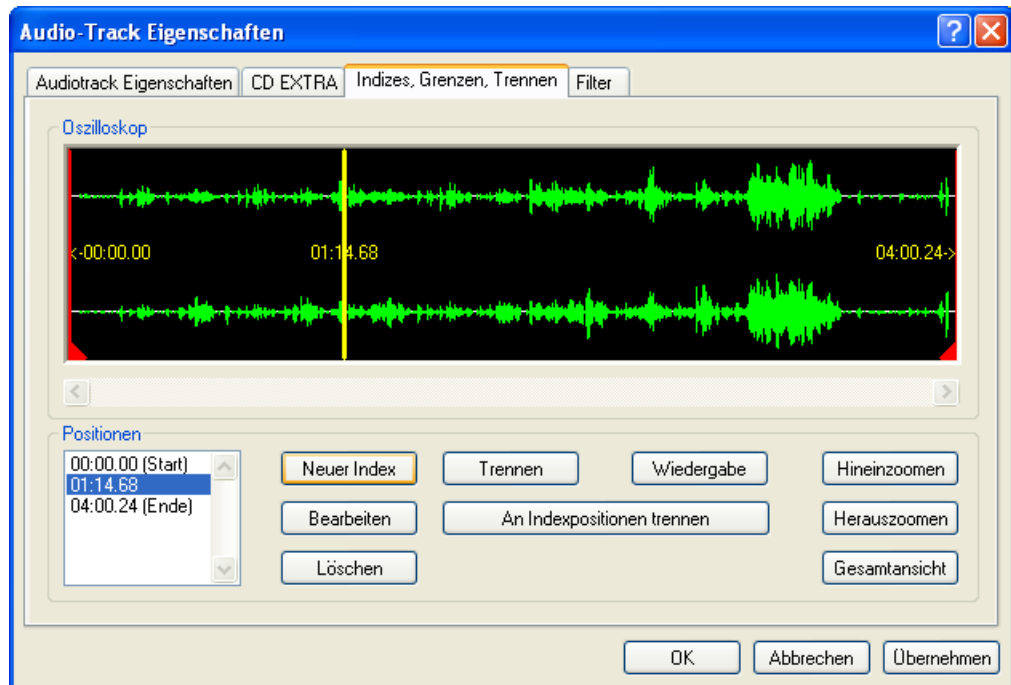 Audio-Track Eigenschaften
Audiotrack Eigenschaften CD EXTRA Indizes, Grenzen, Trennen Filter
Oszilloskop
<-00:00.00 01:14.68 04:00.24->
Positionen
00:00.00 (Start)
01:14.68
04:00.24 (Ende)
Neuer Index Trennen Wiedergabe Hineinzoomen
Bearbeiten An Indexpositionen trennen Herauszoomen
Löschen Gesamtansicht
OK Abbrechen Übernehmen